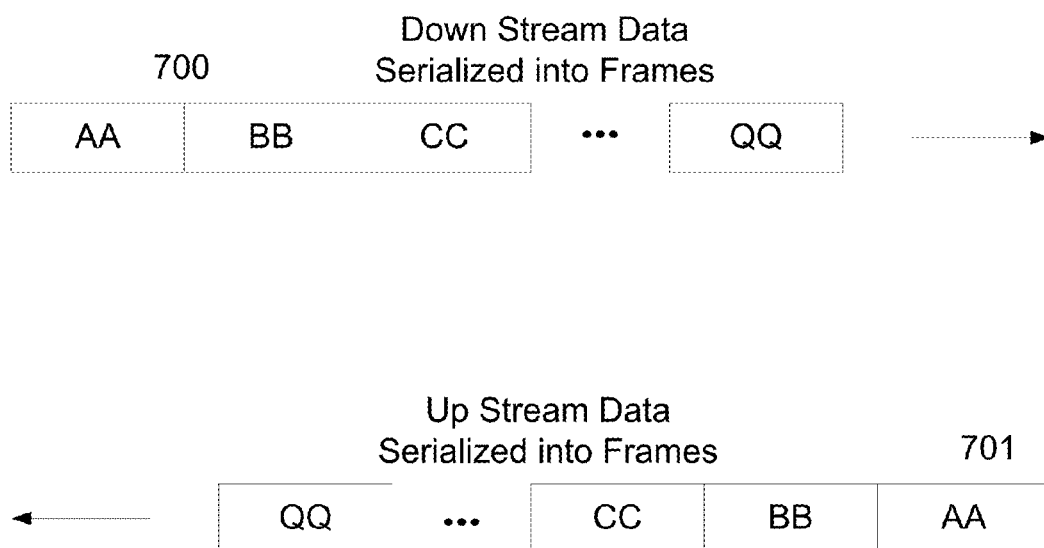 Down Stream Data
700 Serialized into Frames
AA BB CC ••• QQ
Up Stream Data
Serialized into Frames 701
QQ ••• CC BB AA